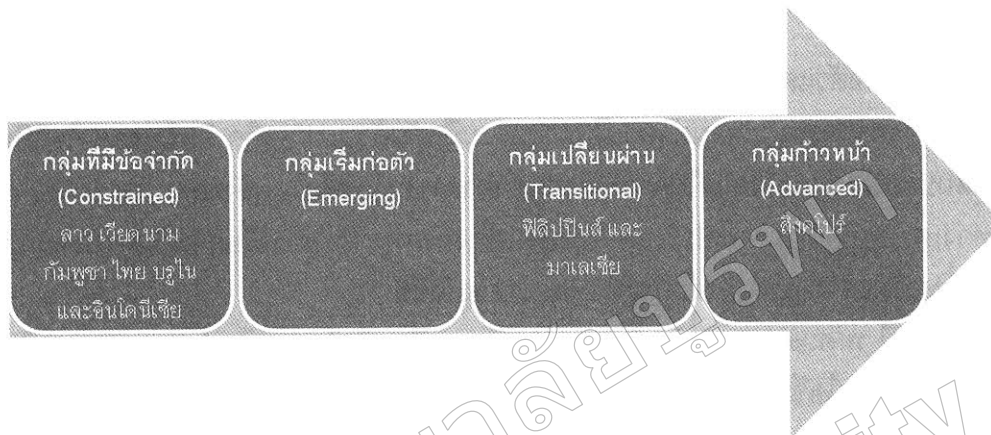 กลุ่มที่มีข้อจำกัด
(Constrained)
ลาว เวียดนาม
กัมพูชา ไทย บรูไน
และอินโดนีเซีย
กลุ่มเริ่มก่อตัว
(Emerging)
กลุ่มเปลี่ยนผ่าน
(Transitional)
ฟิลิปปินส์ และ
มาเลเซีย
กลุ่มก้าวหน้า
(Advanced)
สิงคโปร์